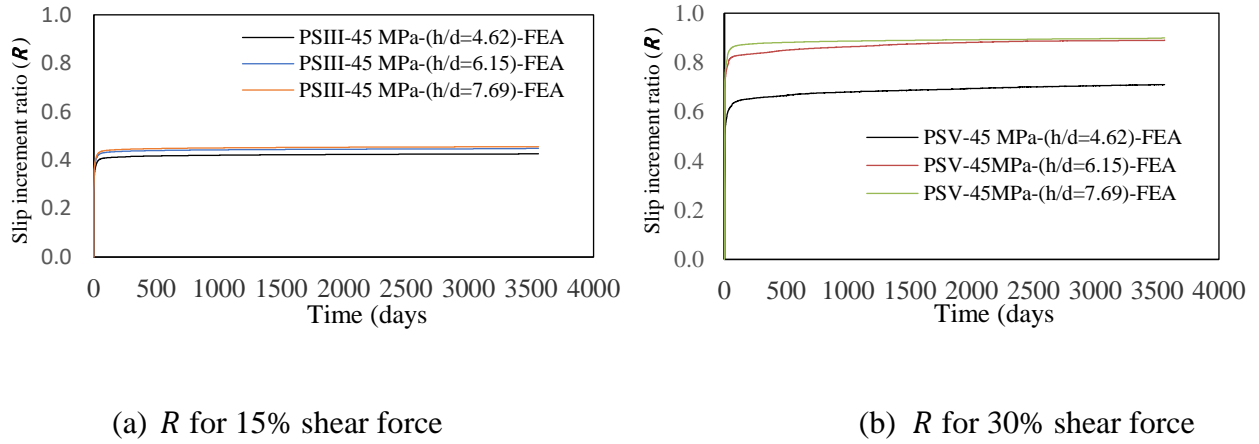 Slip increment ratio (R)
1.0
0.8
0.6
0.4
0.2
0.0
PSIII-45 MPa-(h/d=4.62)-FEA
PSIII-45 MPa-(h/d=6.15)-FEA
PSIII-45 MPa-(h/d=7.69)-FEA
0 500 1000 1500 2000 2500 3000 3500 4000
Time (days
(a) R for 15% shear force
Slip increment ratio (R)
1.0
0.8
0.6
0.4
0.2
0.0
PSV-45 MPa-(h/d=4.62)-FEA
PSV-45MPa-(h/d=6.15)-FEA
PSV-45MPa-(h/d=7.69)-FEA
0 500 1000 1500 2000 2500 3000 3500 4000
Time (days
(b) R for 30% shear force